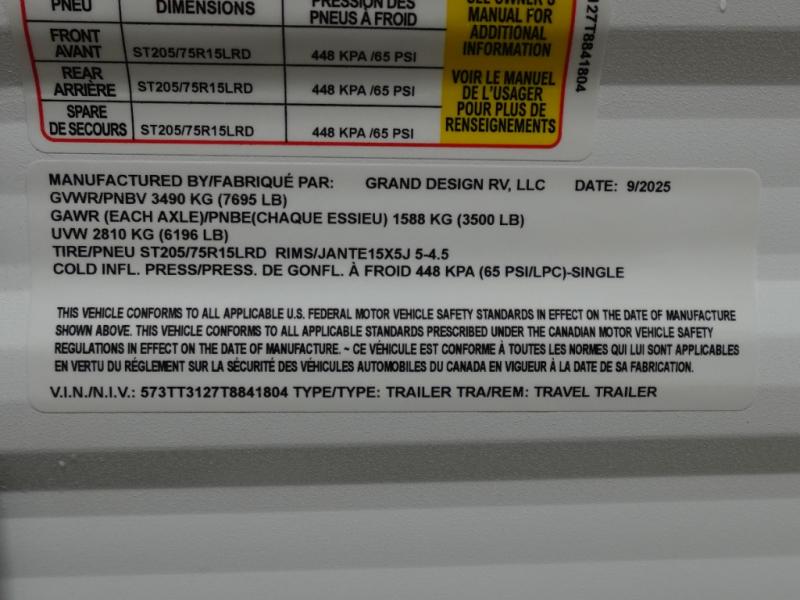 PNEU DIMENSIONS PRESSION DES
PNEUS À FROID
FRONT
AVANT ST205/75R15LRD 448 KPA /65 PSI
REAR
ARRIÈRE ST205/75R15LRD 448 KPA /65 PSI
SPARE
DE SECOURS ST205/75R15LRD 448 KPA /65 PSI
SEE OWNER'S
MANUAL FOR
ADDITIONAL
INFORMATION
VOIR LE MANUEL
DE L'USAGER
POUR PLUS DE
RENSEIGNEMENTS
127T8841804
MANUFACTURED BY/FABRIQUÉ PAR: GRAND DESIGN RV, LLC DATE: 9/2025
GVWR/PNBV 3490 KG (7695 LB)
GAWR (EACH AXLE)/PNBE(CHAQUE ESSIEU) 1588 KG (3500 LB)
UVW 2810 KG (6196 LB)
TIRE/PNEU ST205/75R15LRD RIMS/JANTE15X5J 5-4.5
COLD INFL. PRESS/PRESS. DE GONFL. À FROID 448 KPA (65 PSI/LPC)-SINGLE
THIS VEHICLE CONFORMS TO ALL APPLICABLE U.S. FEDERAL MOTOR VEHICLE SAFETY STANDARDS IN EFFECT ON THE DATE OF MANUFACTURE
SHOWN ABOVE. THIS VEHICLE CONFORMS TO ALL APPLICABLE STANDARDS PRESCRIBED UNDER THE CANADIAN MOTOR VEHICLE SAFETY
REGULATIONS IN EFFECT ON THE DATE OF MANUFACTURE. ~ CE VÉHICULE EST CONFORME À TOUTES LES NORMES QUI LUI SONT APPLICABLES
EN VERTU DU RÉGLEMENT SUR LA SÉCURITÉ DES VÉHICULES AUTOMOBILES DU CANADA EN VIGUEUR À LA DATE DE SA FABRICATION.
V.I.N./N.I.V.: 573TT3127T8841804 TYPE/TYPE: TRAILER TRA/REM: TRAVEL TRAILER